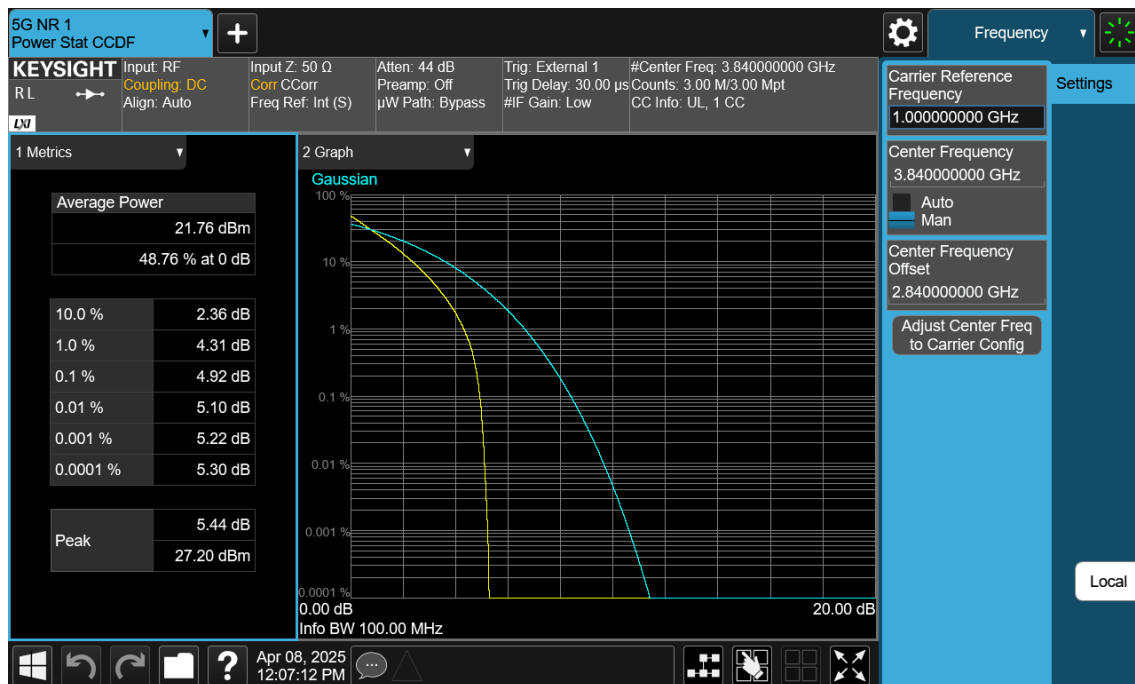 5G NR 1
Power Stat CCDF
Frequency
KEYSIGHT
R L
LXI
Input: RF
Coupling: DC
Align: Auto
Input Z: 50 Ω
Corr CCorr
Freq Ref: Int (S)
Atten: 44 dB
Preamp: Off
µW Path: Bypass
Trig: External 1
Trig Delay: 30.00 µs
#IF Gain: Low
#Center Freq: 3.840000000 GHz
Counts: 3.00 M/3.00 Mpt
CC Info: UL, 1 CC
1 Metrics
Average Power
21.76 dBm
48.76 % at 0 dB
10.0 % 2.36 dB
1.0 % 4.31 dB
0.1 % 4.92 dB
0.01 % 5.10 dB
0.001 % 5.22 dB
0.0001 % 5.30 dB
Peak
5.44 dB
27.20 dBm
2 Graph
Gaussian
100 %
10 %
1 %
0.1 %
0.01 %
0.001 %
0.0001 %
0.00 dB 20.00 dB
Info BW 100.00 MHz
Carrier Reference
Frequency
1.000000000 GHz
Center Frequency
3.840000000 GHz
Auto
Man
Center Frequency
Offset
2.840000000 GHz
Adjust Center Freq
to Carrier Config
Settings
Local
?
Apr 08, 2025
12:07:12 PM